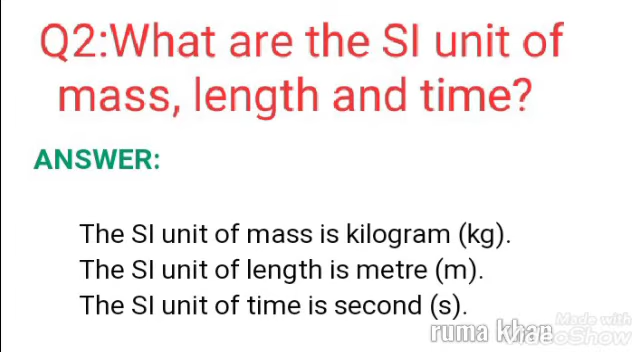 Q2:What are the SI unit of
mass, length and time?
ANSWER:
The SI unit of mass is kilogram (kg).
The SI unit of length is metre (m).
The SI unit of time is second (s).
Made with
ruma khan
VideoShow